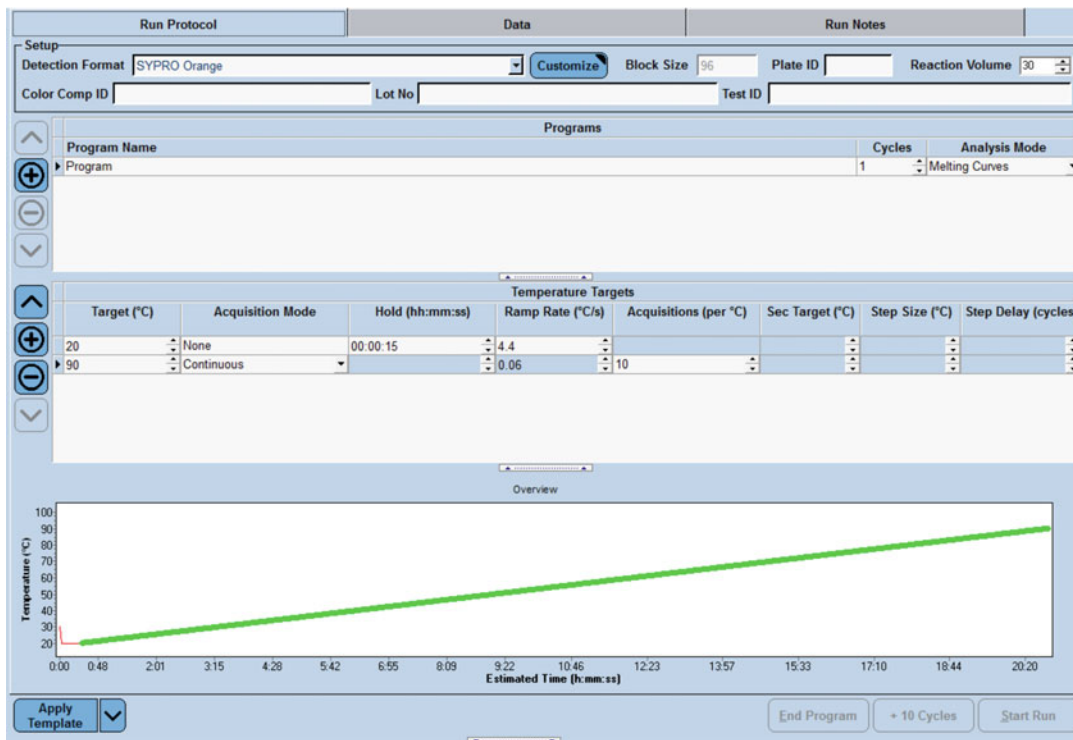 Run Protocol Data Run Notes
Setup
Detection Format SYPRO Orange Customize Block Size 96 Plate ID Reaction Volume 30
Color Comp ID Lot No Test ID
Programs
Program Name Cycles Analysis Mode
Program 1 Melting Curves
Temperature Targets
Target (°C) Acquisition Mode Hold (hh:mm:ss) Ramp Rate (°C/s) Acquisitions (per °C) Sec Target (°C) Step Size (°C) Step Delay (cycles
20 None 00:00:15 4.4
90 Continuous 0.06 10
Overview
Temperature (°C)
100
90
80
70
60
50
40
30
20
0:00 0:48 2:01 3:15 4:28 5:42 6:55 8:09 9:22 10:46 12:23 13:57 15:33 17:10 18:44 20:20
Estimated Time (h:mm:ss)
Apply Template End Program + 10 Cycles Start Run